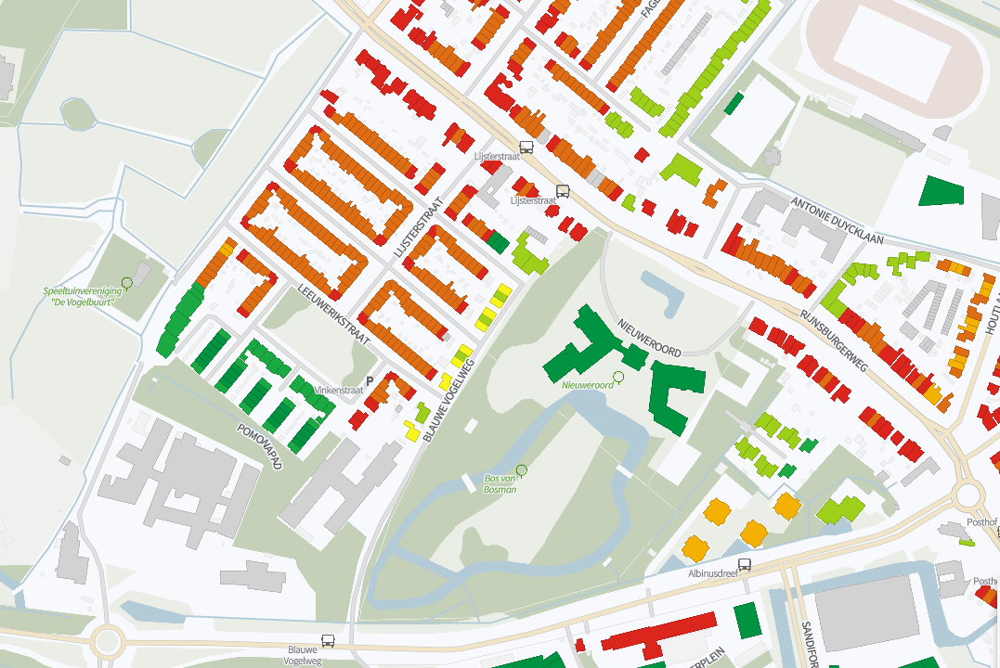 FAGE
Lijsterstraat
Lijsterstraat
ANTONIE DUYCKLAAN
LIJSTERSTRAAT
Speeltuinvereniging
"De Vogelbuurt"
LEEUWERIKSTRAAT
HOUTLAA
RIJNSBURGERWEG
NIEUWEROORD
Nieuweroord
P
Vinkenstraat
BLAUWE VOGELWEG
POMONAPAD
Bos van
Bosman
Posthof
Albinusdreef
Posthof
SANDIFOR
ERPLEIN
Blauwe
Vogelweg